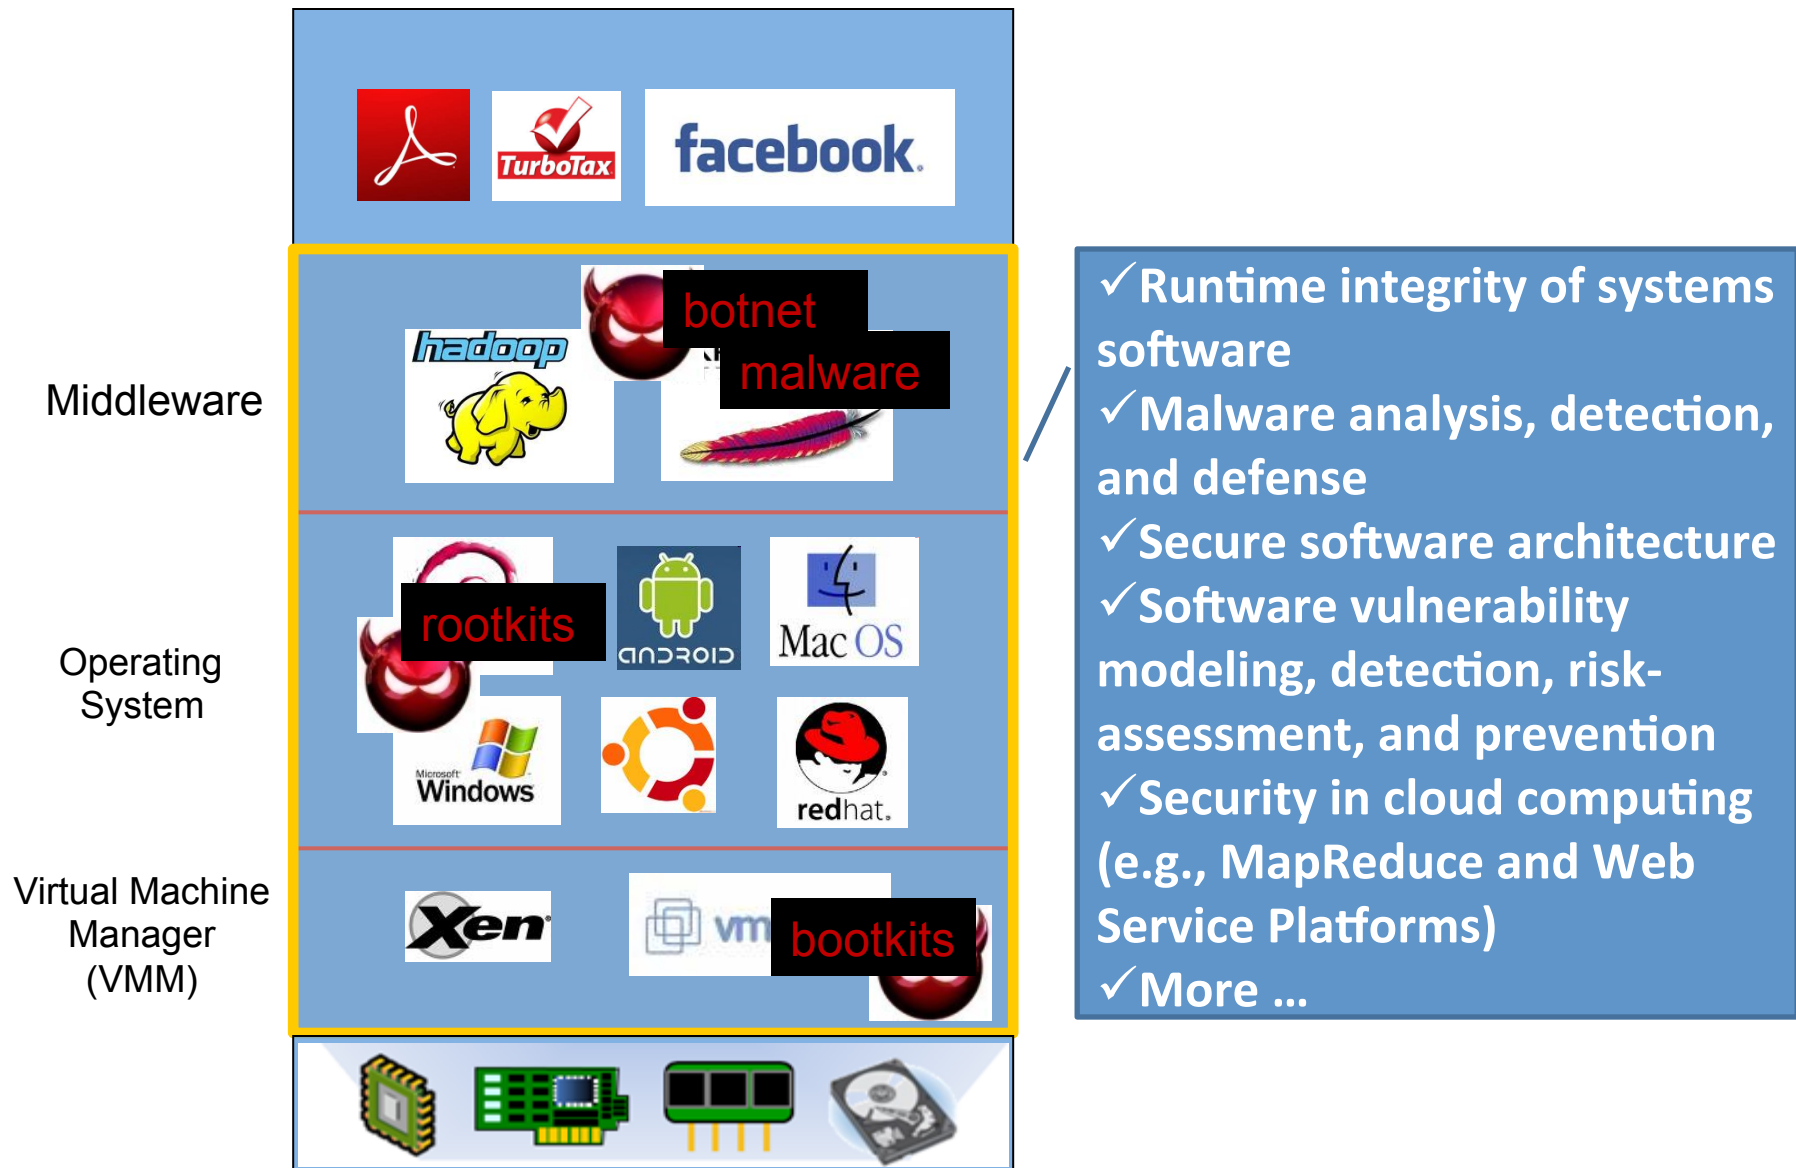 TurboTax
facebook.
botnet
malware
hadoop
Middleware
rootkits
ANDROID
Mac OS
Operating
System
Microsoft
Windows
redhat.
Virtual Machine
Manager
(VMM)
Xen
vm
bootkits
✓Runtime integrity of systems
software
✓Malware analysis, detection,
and defense
✓Secure software architecture
✓Software vulnerability
modeling, detection, risk-
assessment, and prevention
✓Security in cloud computing
(e.g., MapReduce and Web
Service Platforms)
✓More ...